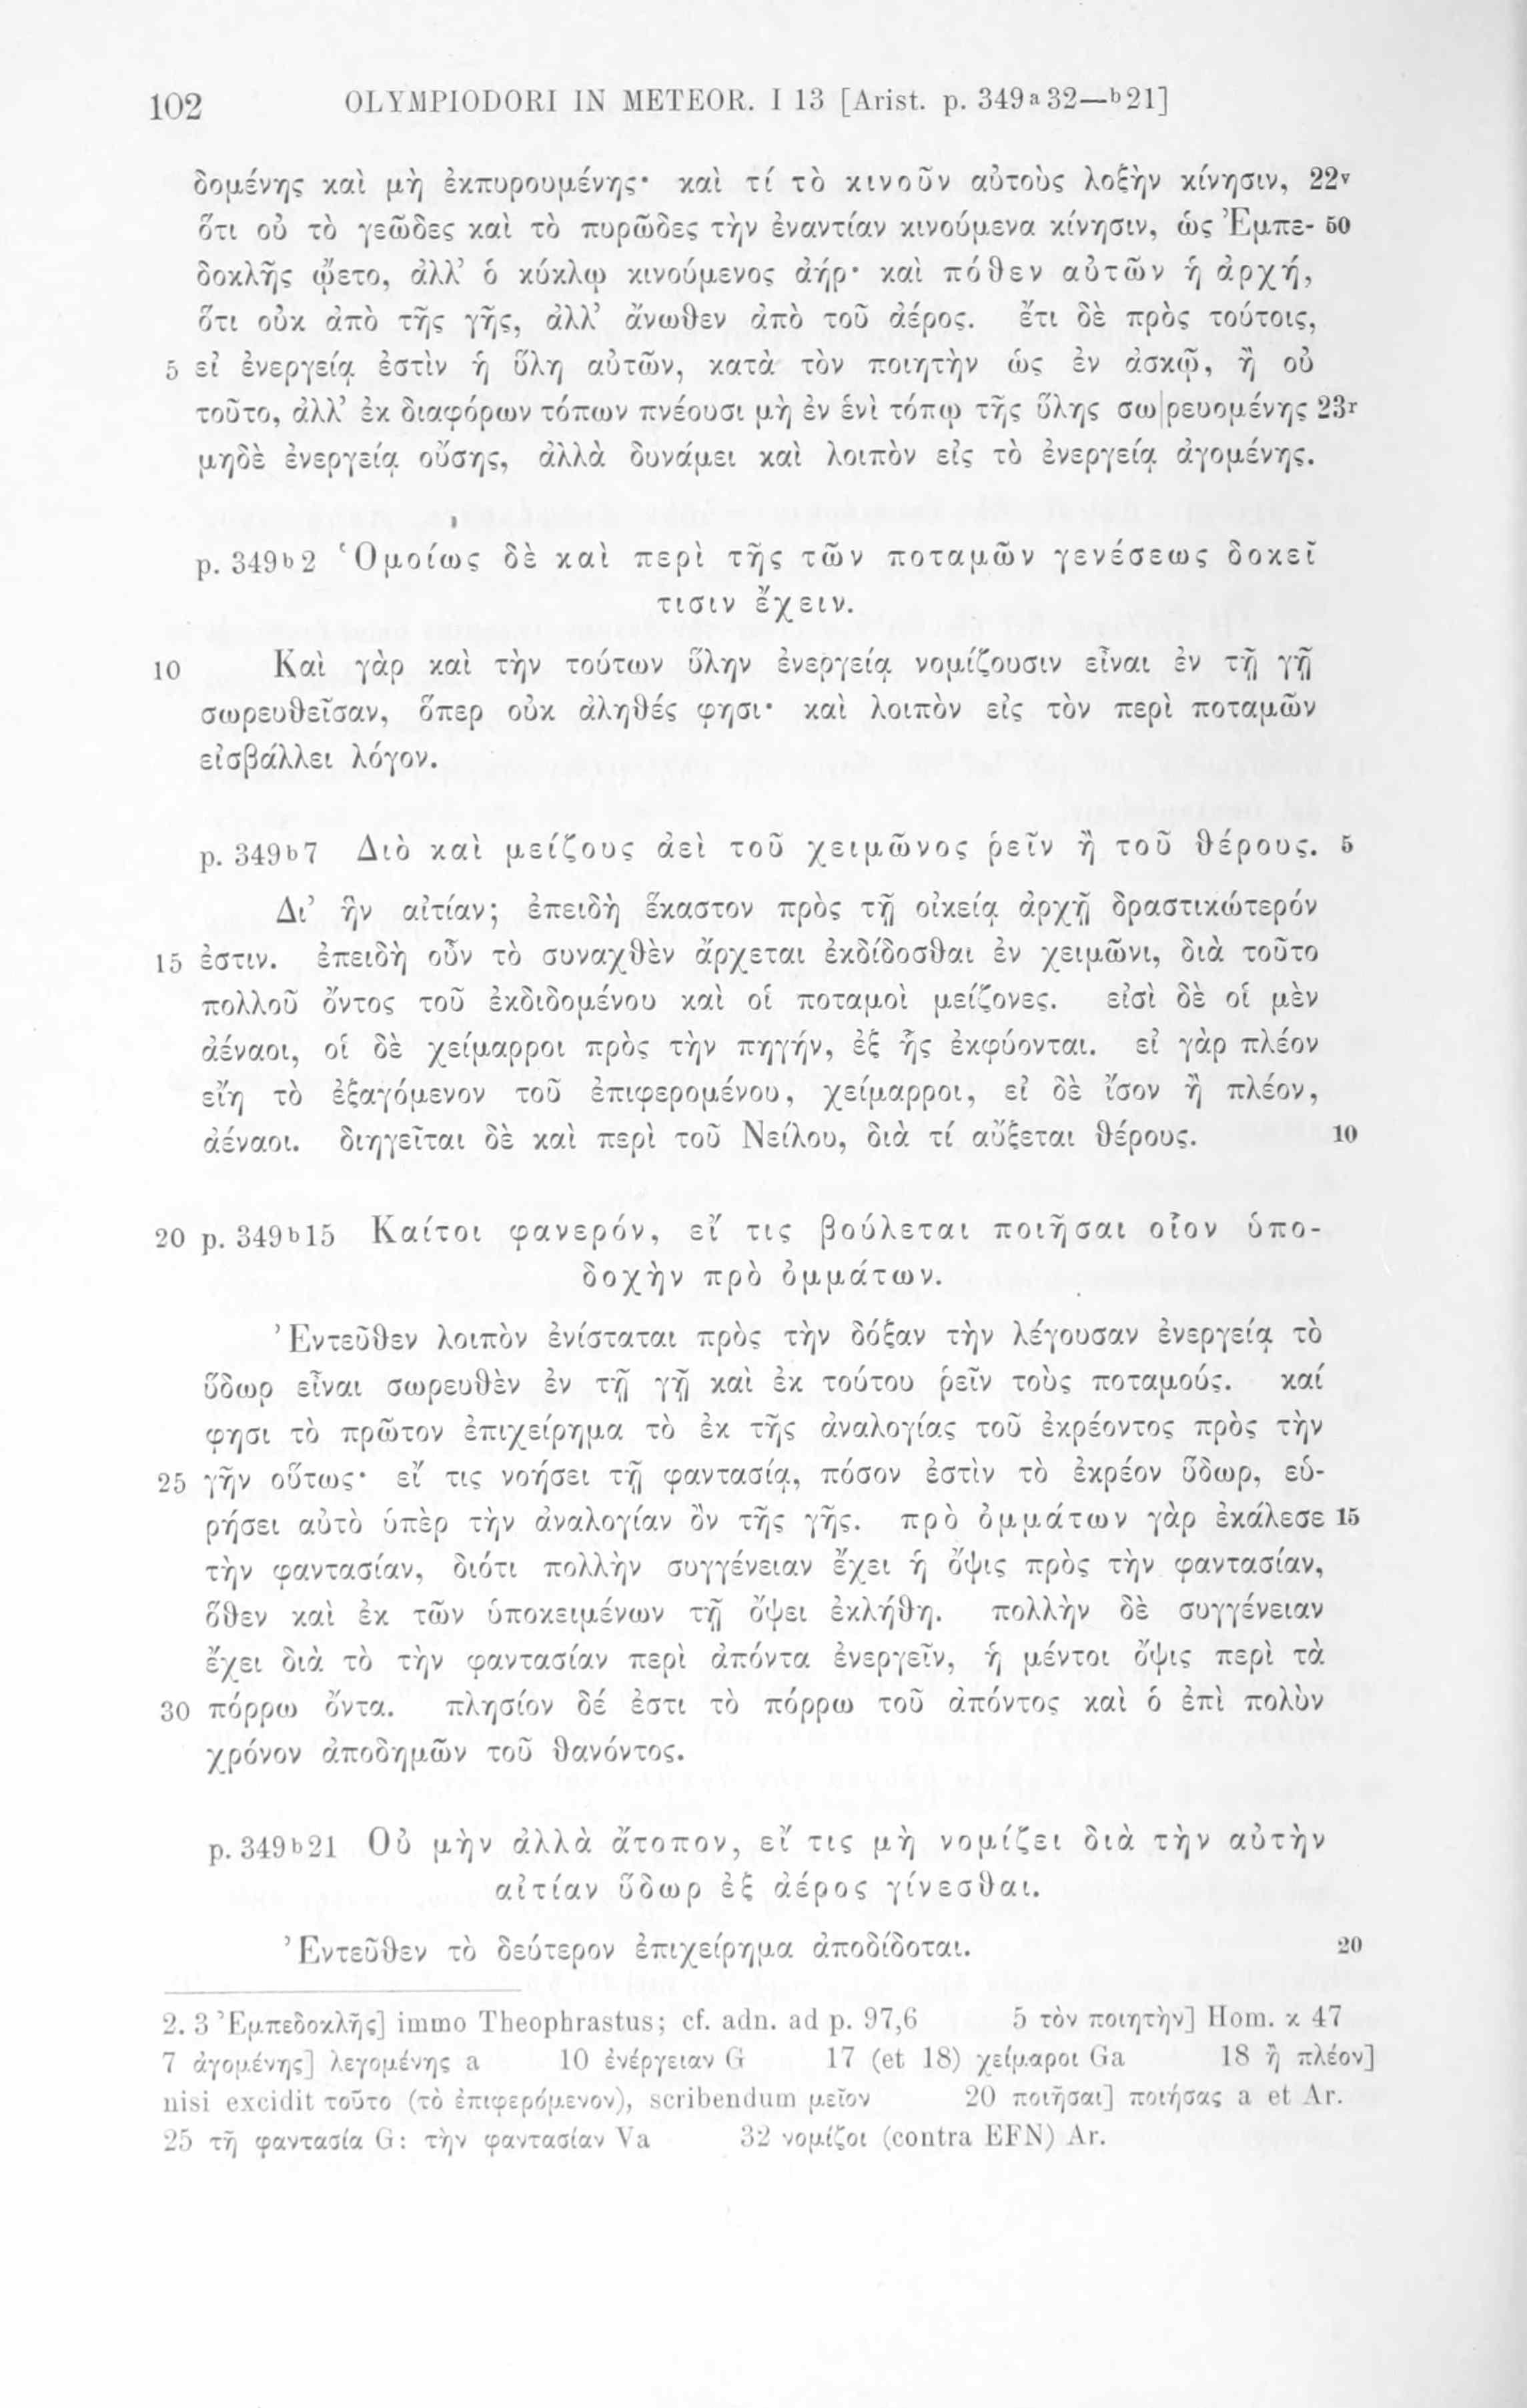 102 OLYMPIODORI IN METEOR. I 13 [Arist. p. 349a32—b21]
δομένης καὶ μὴ ἐκπυρουμένης· καὶ τί τὸ κινοῦν αὐτοὺς λοξὴν κίνησιν, 22v
ὅτι οὐ τὸ γεῶδες καὶ τὸ πυρῶδες τὴν ἐναντίαν κινούμενα κίνησιν, ὡς Ἐμπε- 50
δοκλῆς ᾤετο, ἀλλ’ ὁ κύκλῳ κινούμενος ἀήρ· καὶ πόθεν αὐτῶν ἡ ἀρχή,
ὅτι οὐκ ἀπὸ τῆς γῆς, ἀλλ’ ἄνωθεν ἀπὸ τοῦ ἀέρος. ἔτι δὲ πρὸς τούτοις,
5 εἰ ἐνεργείᾳ ἐστὶν ἡ ὕλη αὐτῶν, κατὰ τὸν ποιητὴν ὡς ἐν ἀσκῷ, ἢ οὐ
τοῦτο, ἀλλ’ ἐκ διαφόρων τόπων πνέουσι μὴ ἐν ἑνὶ τόπῳ τῆς ὕλης σω|ρευομένης 23r
μηδὲ ἐνεργείᾳ οὔσης, ἀλλὰ δυνάμει καὶ λοιπὸν εἰς τὸ ἐνεργείᾳ ἀγομένης.
p. 349b2 Ὁμοίως δὲ καὶ περὶ τῆς τῶν ποταμῶν γενέσεως δοκεῖ
τισιν ἔχειν.
10 Καὶ γὰρ καὶ τὴν τούτων ὕλην ἐνεργείᾳ νομίζουσιν εἶναι ἐν τῇ γῇ
σωρευθεῖσαν, ὅπερ οὐκ ἀληθές φησι· καὶ λοιπὸν εἰς τὸν περὶ ποταμῶν
εἰσβάλλει λόγον.
p. 349b7 Διὸ καὶ μείζους ἀεὶ τοῦ χειμῶνος ῥεῖν ἢ τοῦ θέρους. 5
Δι’ ἣν αἰτίαν; ἐπειδὴ ἕκαστον πρὸς τῇ οἰκείᾳ ἀρχῇ δραστικώτερόν
15 ἐστιν. ἐπειδὴ οὖν τὸ συναχθὲν ἄρχεται ἐκδίδοσθαι ἐν χειμῶνι, διὰ τοῦτο
πολλοῦ ὄντος τοῦ ἐκδιδομένου καὶ οἱ ποταμοὶ μείζονες. εἰσὶ δὲ οἱ μὲν
ἀέναοι, οἱ δὲ χείμαρροι πρὸς τὴν πηγήν, ἐξ ἧς ἐκφύονται. εἰ γὰρ πλέον
εἴη τὸ ἐξαγόμενον τοῦ ἐπιφερομένου, χείμαρροι, εἰ δὲ ἴσον ἢ πλέον,
ἀέναοι. διηγεῖται δὲ καὶ περὶ τοῦ Νείλου, διὰ τί αὔξεται θέρους. 10
20 p. 349b15 Καίτοι φανερόν, εἴ τις βούλεται ποιῆσαι οἷον ὑπο-
δοχὴν πρὸ ὀμμάτων.
Ἐντεῦθεν λοιπὸν ἐνίσταται πρὸς τὴν δόξαν τὴν λέγουσαν ἐνεργείᾳ τὸ
ὕδωρ εἶναι σωρευθὲν ἐν τῇ γῇ καὶ ἐκ τούτου ῥεῖν τοὺς ποταμούς. καί
φησι τὸ πρῶτον ἐπιχείρημα τὸ ἐκ τῆς ἀναλογίας τοῦ ἐκρέοντος πρὸς τὴν
25 γῆν οὕτως· εἴ τις νοήσει τῇ φαντασίᾳ, πόσον ἐστὶν τὸ ἐκρέον ὕδωρ, εὑ-
ρήσει αὐτὸ ὑπὲρ τὴν ἀναλογίαν ὂν τῆς γῆς. πρὸ ὀμμάτων γὰρ ἐκάλεσε 15
τὴν φαντασίαν, διότι πολλὴν συγγένειαν ἔχει ἡ ὄψις πρὸς τὴν φαντασίαν,
ὅθεν καὶ ἐκ τῶν ὑποκειμένων τῇ ὄψει ἐκλήθη. πολλὴν δὲ συγγένειαν
ἔχει διὰ τὸ τὴν φαντασίαν περὶ ἀπόντα ἐνεργεῖν, ἡ μέντοι ὄψις περὶ τὰ
30 πόρρω ὄντα. πλησίον δέ ἐστι τὸ πόρρω τοῦ ἀπόντος καὶ ὁ ἐπὶ πολὺν
χρόνον ἀποδημῶν τοῦ θανόντος.
p. 349b21 Οὐ μὴν ἀλλὰ ἄτοπον, εἴ τις μὴ νομίζει διὰ τὴν αὐτὴν
αἰτίαν ὕδωρ ἐξ ἀέρος γίνεσθαι.
Ἐντεῦθεν τὸ δεύτερον ἐπιχείρημα ἀποδίδοται. 20
2. 3 Ἐμπεδοκλῆς] immo Theophrastus; cf. adn. ad p. 97,6 5 τὸν ποιητὴν] Hom. κ 47
7 ἀγομένης] λεγομένης a 10 ἐνέργειαν G 17 (et 18) χείμαροι Ga 18 ἢ πλέον]
nisi excidit τοῦτο (τὸ ἐπιφερόμενον), scribendum μεῖον 20 ποιῆσαι] ποιήσας a et Ar.
25 τῇ φαντασία G: τὴν φαντασίαν Va 32 νομίζοι (contra EFN) Ar.